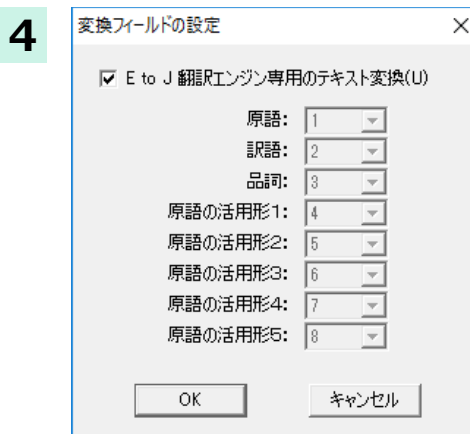 4
変換フィールドの設定
E to J 翻訳エンジン専用のテキスト変換(U)
原語: 1
訳語: 2
品詞: 3
原語の活用形1: 4
原語の活用形2: 5
原語の活用形3: 6
原語の活用形4: 7
原語の活用形5: 8
OK キャンセル